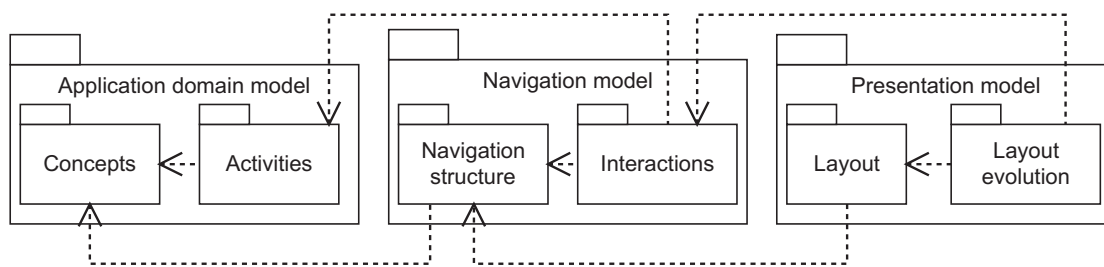 Application domain model
Navigation model
Presentation model
Concepts
Activities
Navigation
structure
Interactions
Layout
Layout
evolution